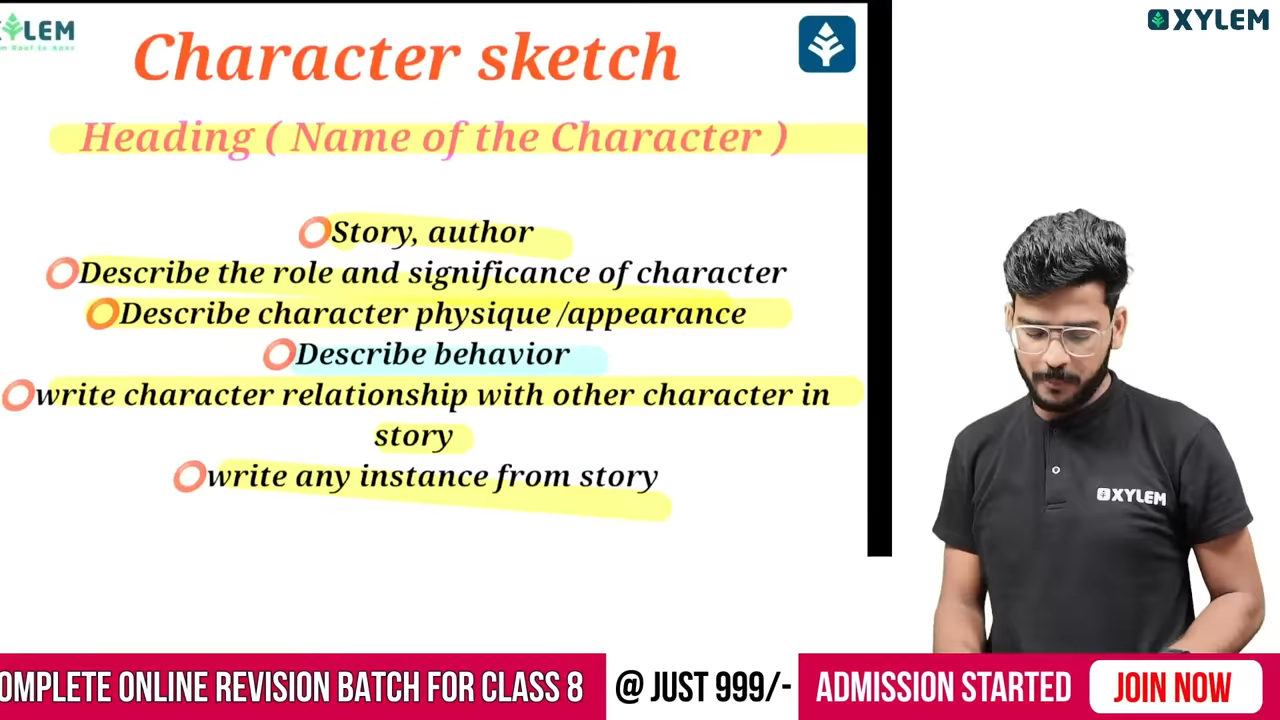 XYLEM
Character sketch
Heading ( Name of the Character )
Story, author
Describe the role and significance of character
Describe character physique /appearance
Describe behavior
write character relationship with other character in
story
write any instance from story
XYLEM
XYLEM
OMPLETE ONLINE REVISION BATCH FOR CLASS 8
@ JUST 999/-
ADMISSION STARTED
JOIN NOW